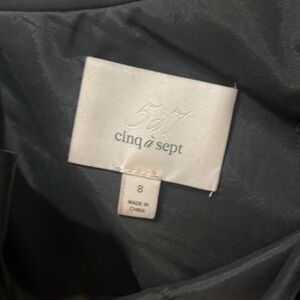 5à7
cinq à sept
8
MADE IN
CHINA